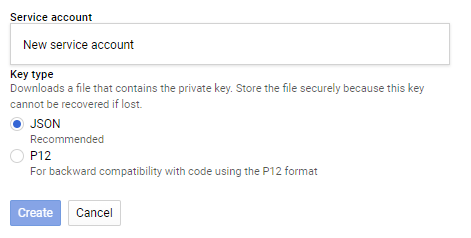 Service account
New service account
Key type
Downloads a file that contains the private key. Store the file securely because this key
cannot be recovered if lost.
JSON
Recommended
P12
For backward compatibility with code using the P12 format
Create Cancel